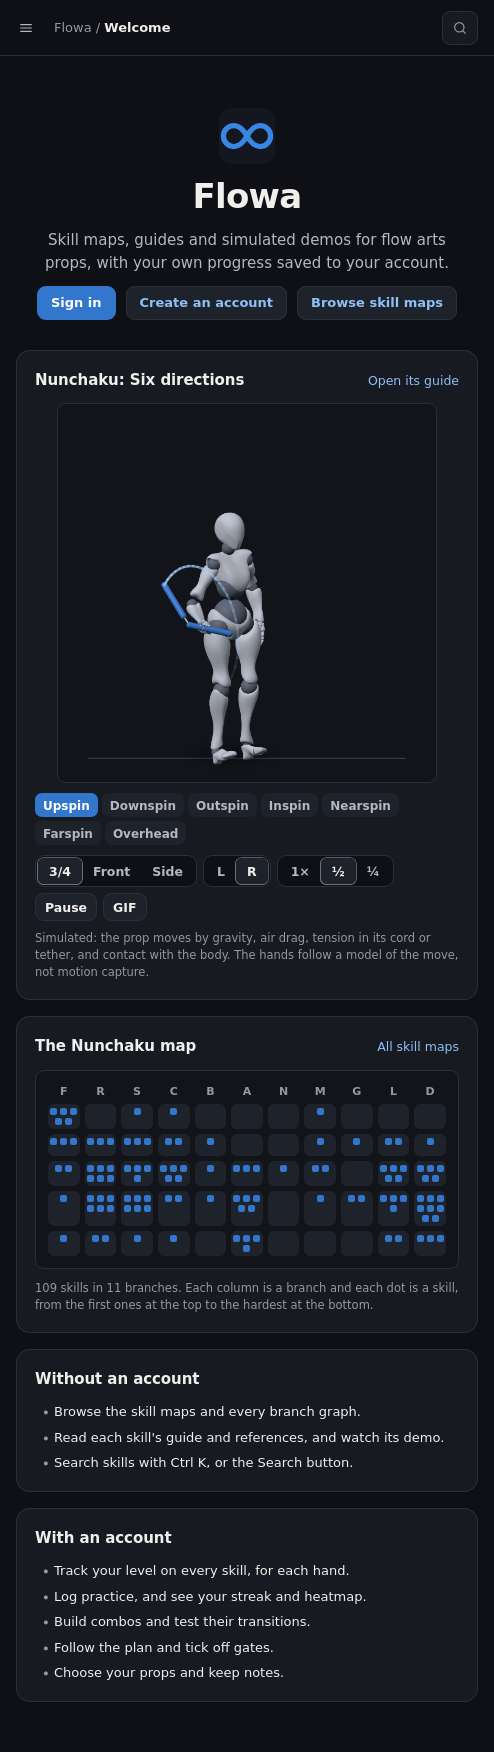 Flowa / Welcome
Flowa
Skill maps, guides and simulated demos for flow arts
props, with your own progress saved to your account.
Sign in
Create an account
Browse skill maps
Nunchaku: Six directions
Open its guide
Upspin
Downspin
Outspin
Inspin
Nearspin
Farspin
Overhead
3/4
Front
Side
L
R
1×
½
¼
Pause
GIF
Simulated: the prop moves by gravity, air drag, tension in its cord or
tether, and contact with the body. The hands follow a model of the move,
not motion capture.
The Nunchaku map
All skill maps
F R S C B A N M G L D
109 skills in 11 branches. Each column is a branch and each dot is a skill,
from the first ones at the top to the hardest at the bottom.
Without an account
• Browse the skill maps and every branch graph.
• Read each skill's guide and references, and watch its demo.
• Search skills with Ctrl K, or the Search button.
With an account
• Track your level on every skill, for each hand.
• Log practice, and see your streak and heatmap.
• Build combos and test their transitions.
• Follow the plan and tick off gates.
• Choose your props and keep notes.